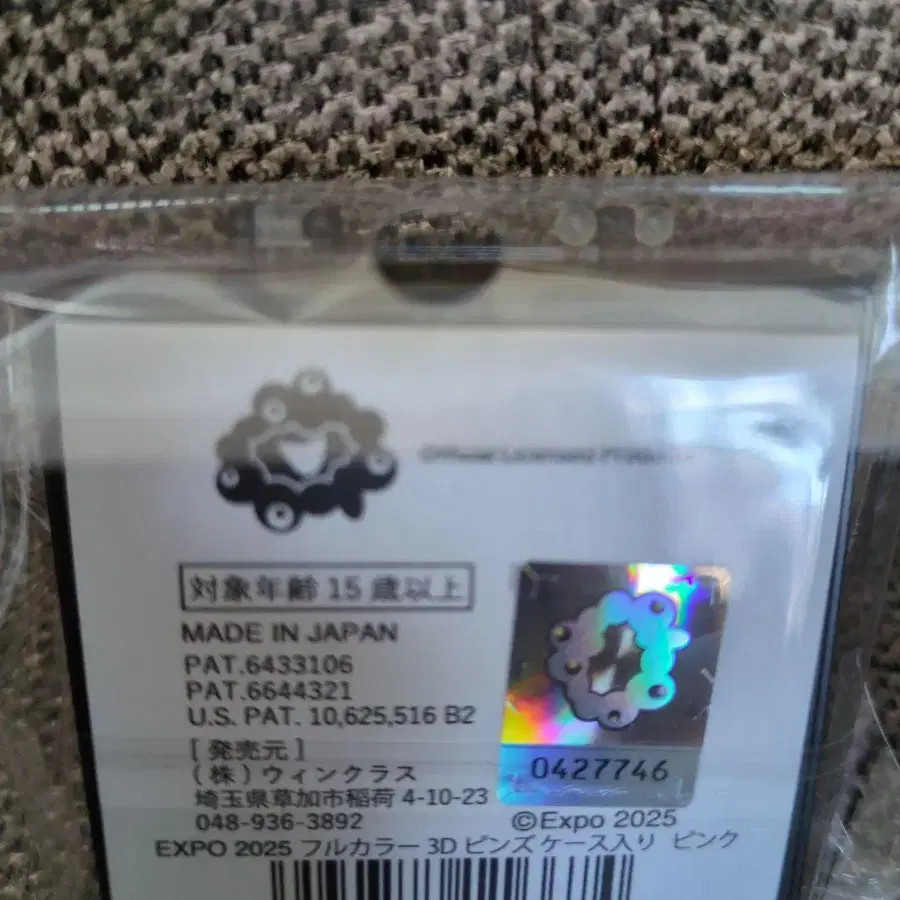 Official Licensed Product
対象年齢 15 歳以上
MADE IN JAPAN
PAT.6433106
PAT.6644321
U.S. PAT. 10,625,516 B2
[ 発売元 ]
( 株 ) ウィンクラス
埼玉県草加市稲荷 4-10-23
048-936-3892
0427746
©Expo 2025
EXPO 2025 フルカラー 3D ピンズ ケース入り ピンク